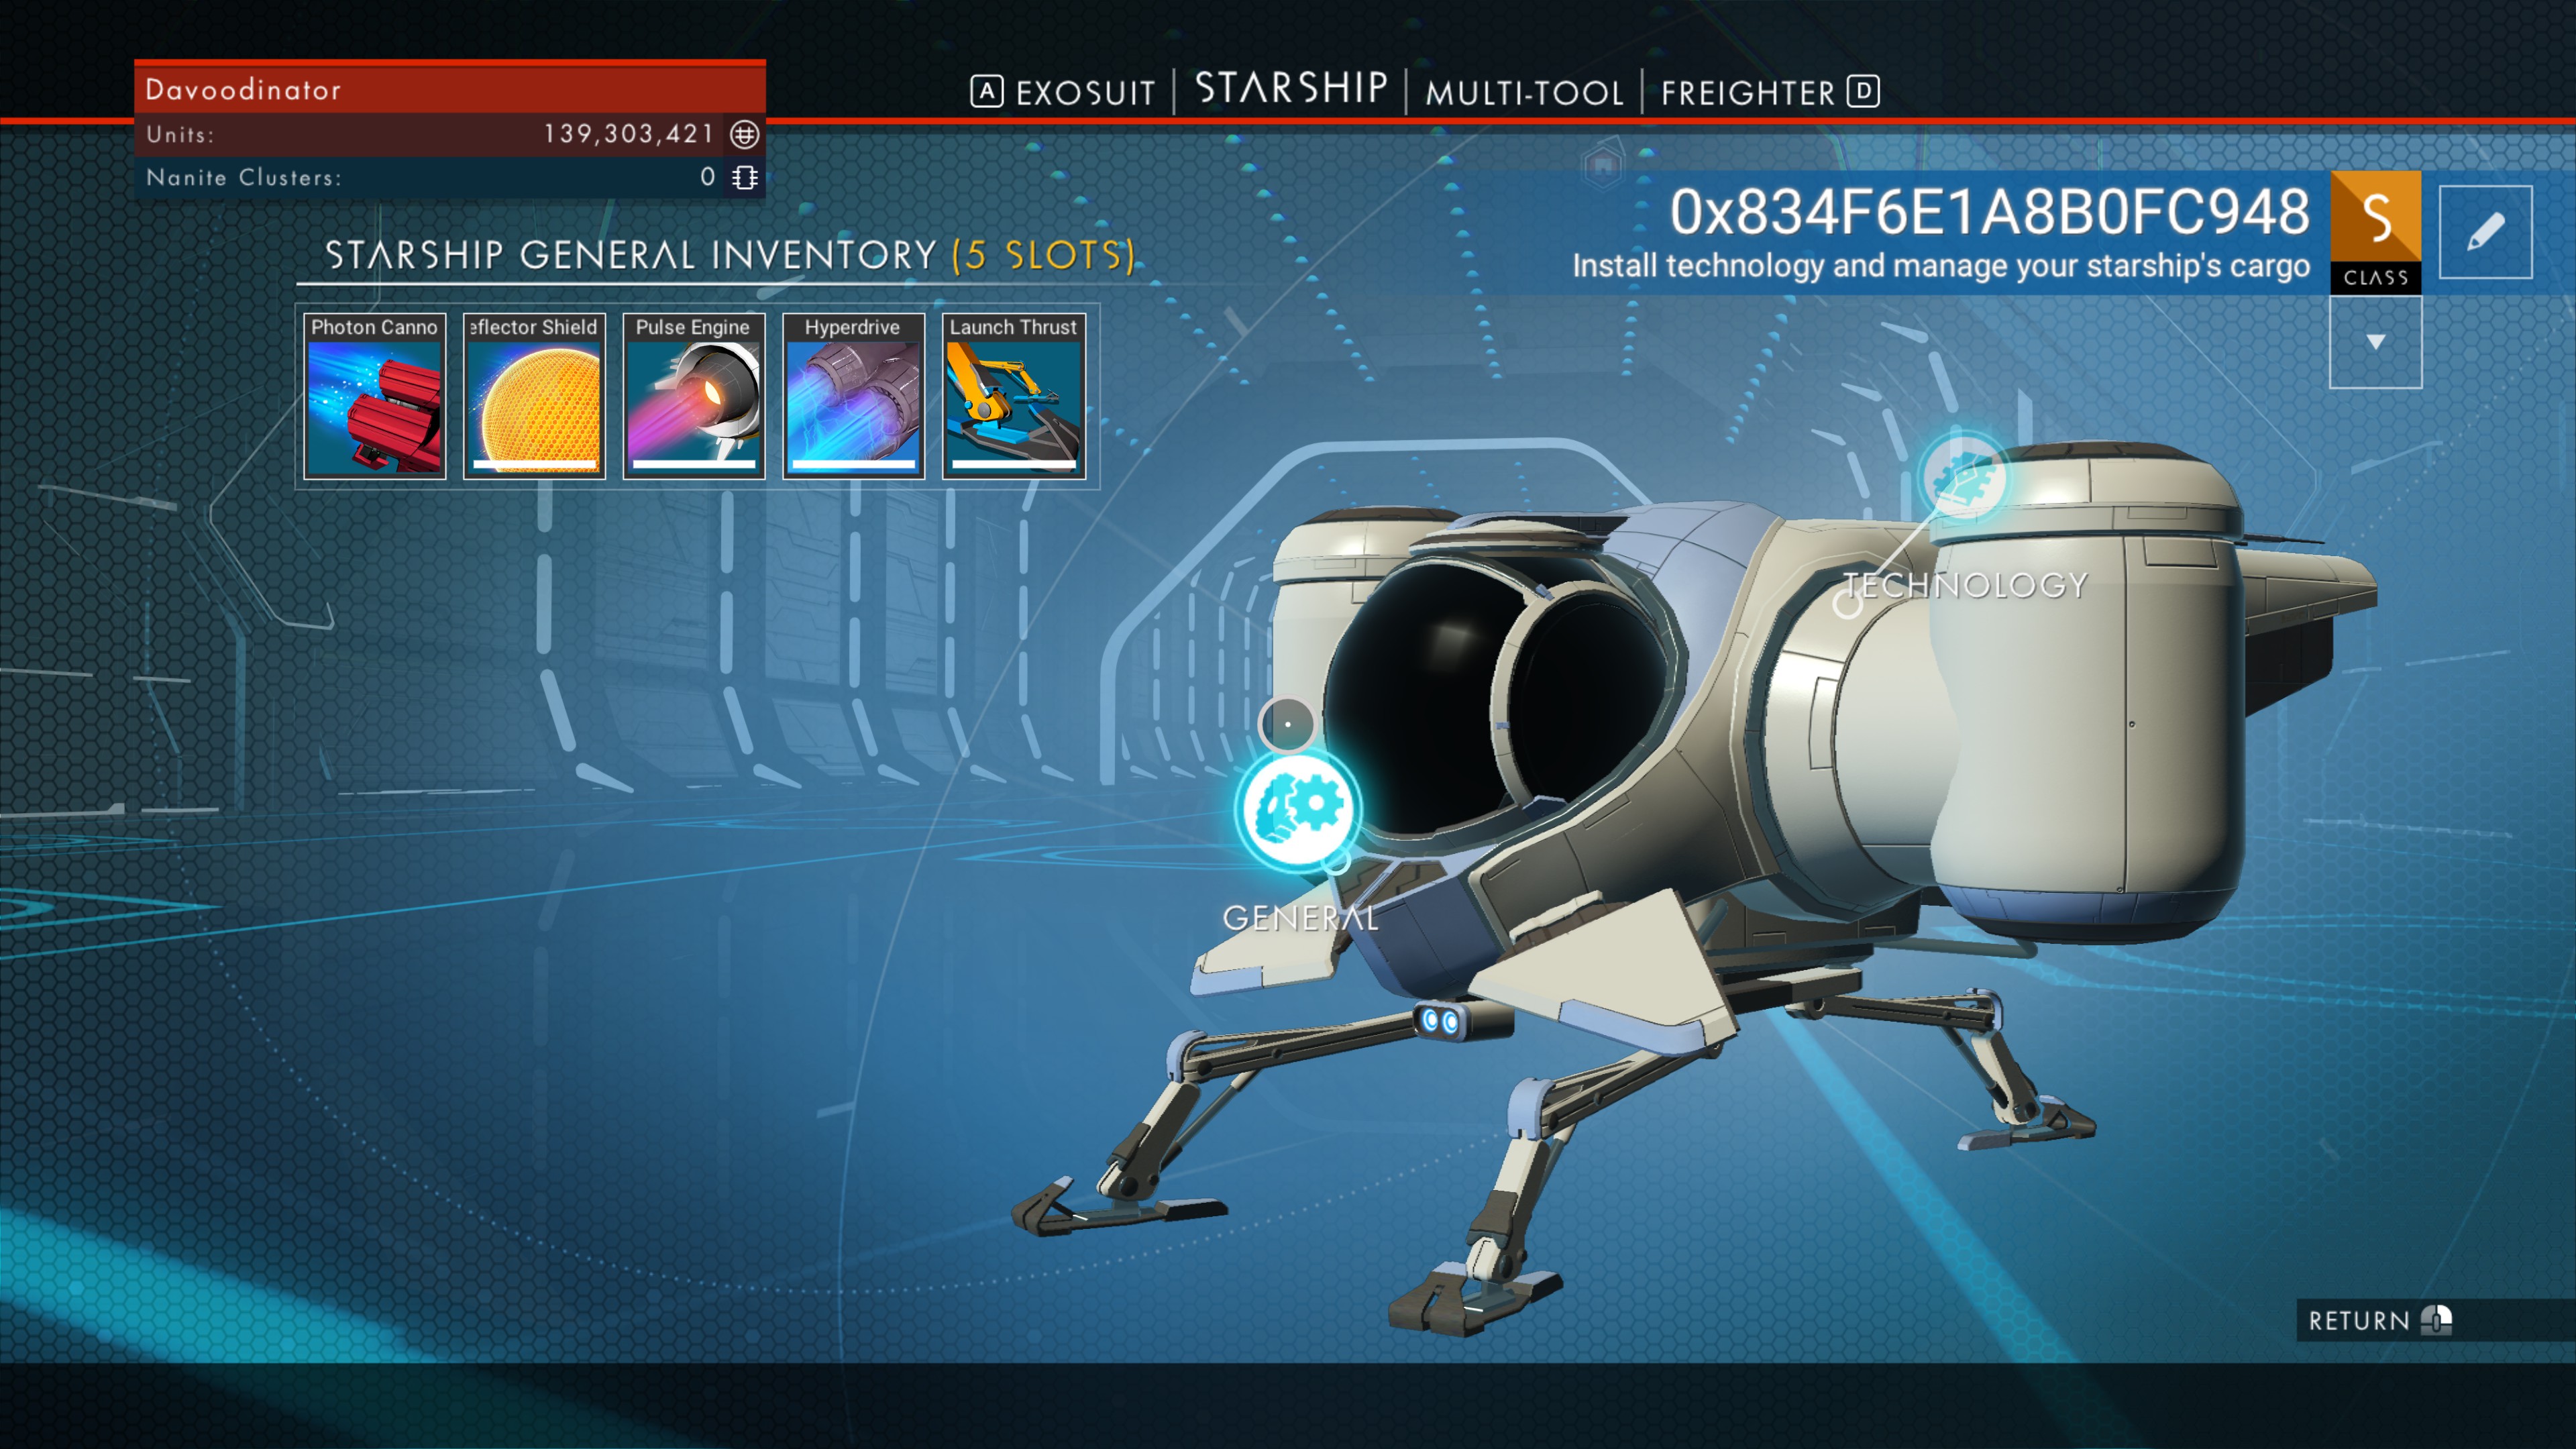 Davoodinator
Units: 139,303,421
Nanite Clusters: 0
A EXOSUIT STARSHIP MULTI-TOOL FREIGHTER D
0x834F6E1A8B0FC948
Install technology and manage your starship's cargo
S
CLASS
STARSHIP GENERAL INVENTORY (5 SLOTS)
Photon Canno
eflector Shield
Pulse Engine
Hyperdrive
Launch Thrust
TECHNOLOGY
GENERAL
RETURN